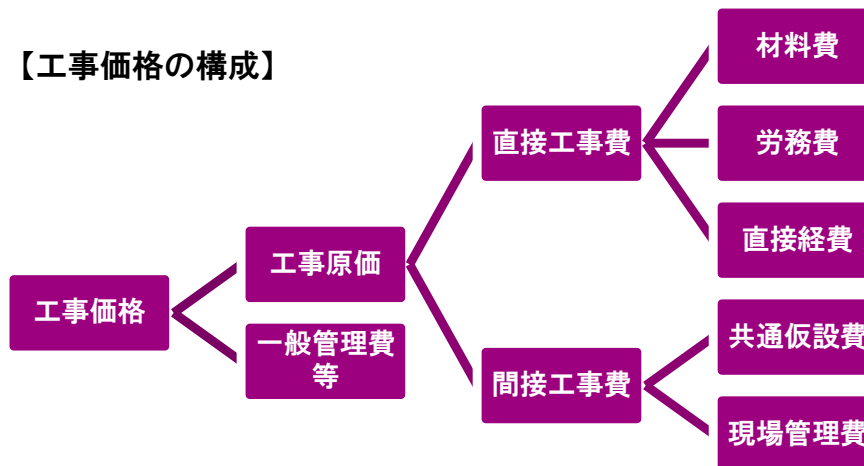 【工事価格の構成】
材料費
直接工事費
労務費
直接経費
工事原価
工事価格
一般管理費
等
共通仮設費
間接工事費
現場管理費